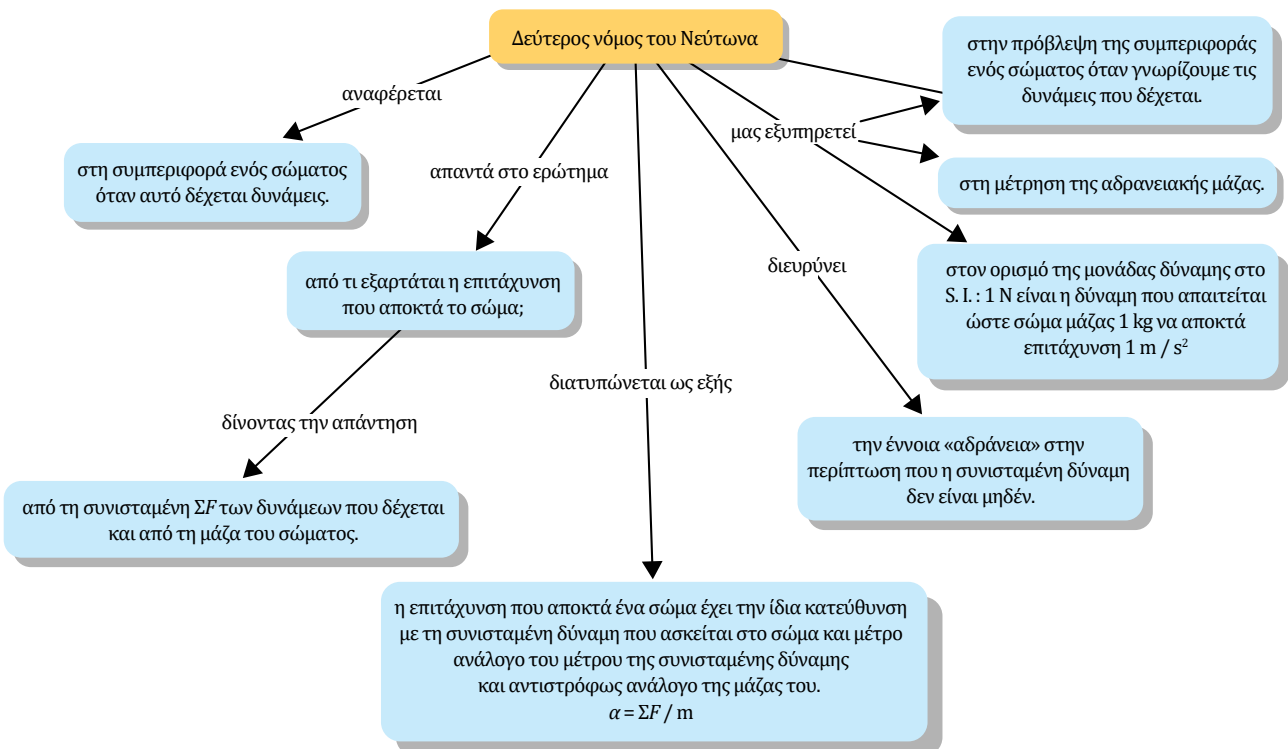 Δεύτερος νόμος του Νεύτωνα
αναφέρεται
στη συμπεριφορά ενός σώματος
όταν αυτό δέχεται δυνάμεις.
απαντά στο ερώτημα
από τι εξαρτάται η επιτάχυνση
που αποκτά το σώμα;
δίνοντας την απάντηση
από τη συνισταμένη ΣF των δυνάμεων που δέχεται
και από τη μάζα του σώματος.
διατυπώνεται ως εξής
η επιτάχυνση που αποκτά ένα σώμα έχει την ίδια κατεύθυνση
με τη συνισταμένη δύναμη που ασκείται στο σώμα και μέτρο
ανάλογο του μέτρου της συνισταμένης δύναμης
και αντιστρόφως ανάλογο της μάζας του.
α = ΣF / m
διευρύνει
την έννοια «αδράνεια» στην
περίπτωση που η συνισταμένη δύναμη
δεν είναι μηδέν.
μας εξυπηρετεί
στην πρόβλεψη της συμπεριφοράς
ενός σώματος όταν γνωρίζουμε τις
δυνάμεις που δέχεται.
στη μέτρηση της αδρανειακής μάζας.
στον ορισμό της μονάδας δύναμης στο
S. I. : 1 N είναι η δύναμη που απαιτείται
ώστε σώμα μάζας 1 kg να αποκτά
επιτάχυνση 1 m / s²